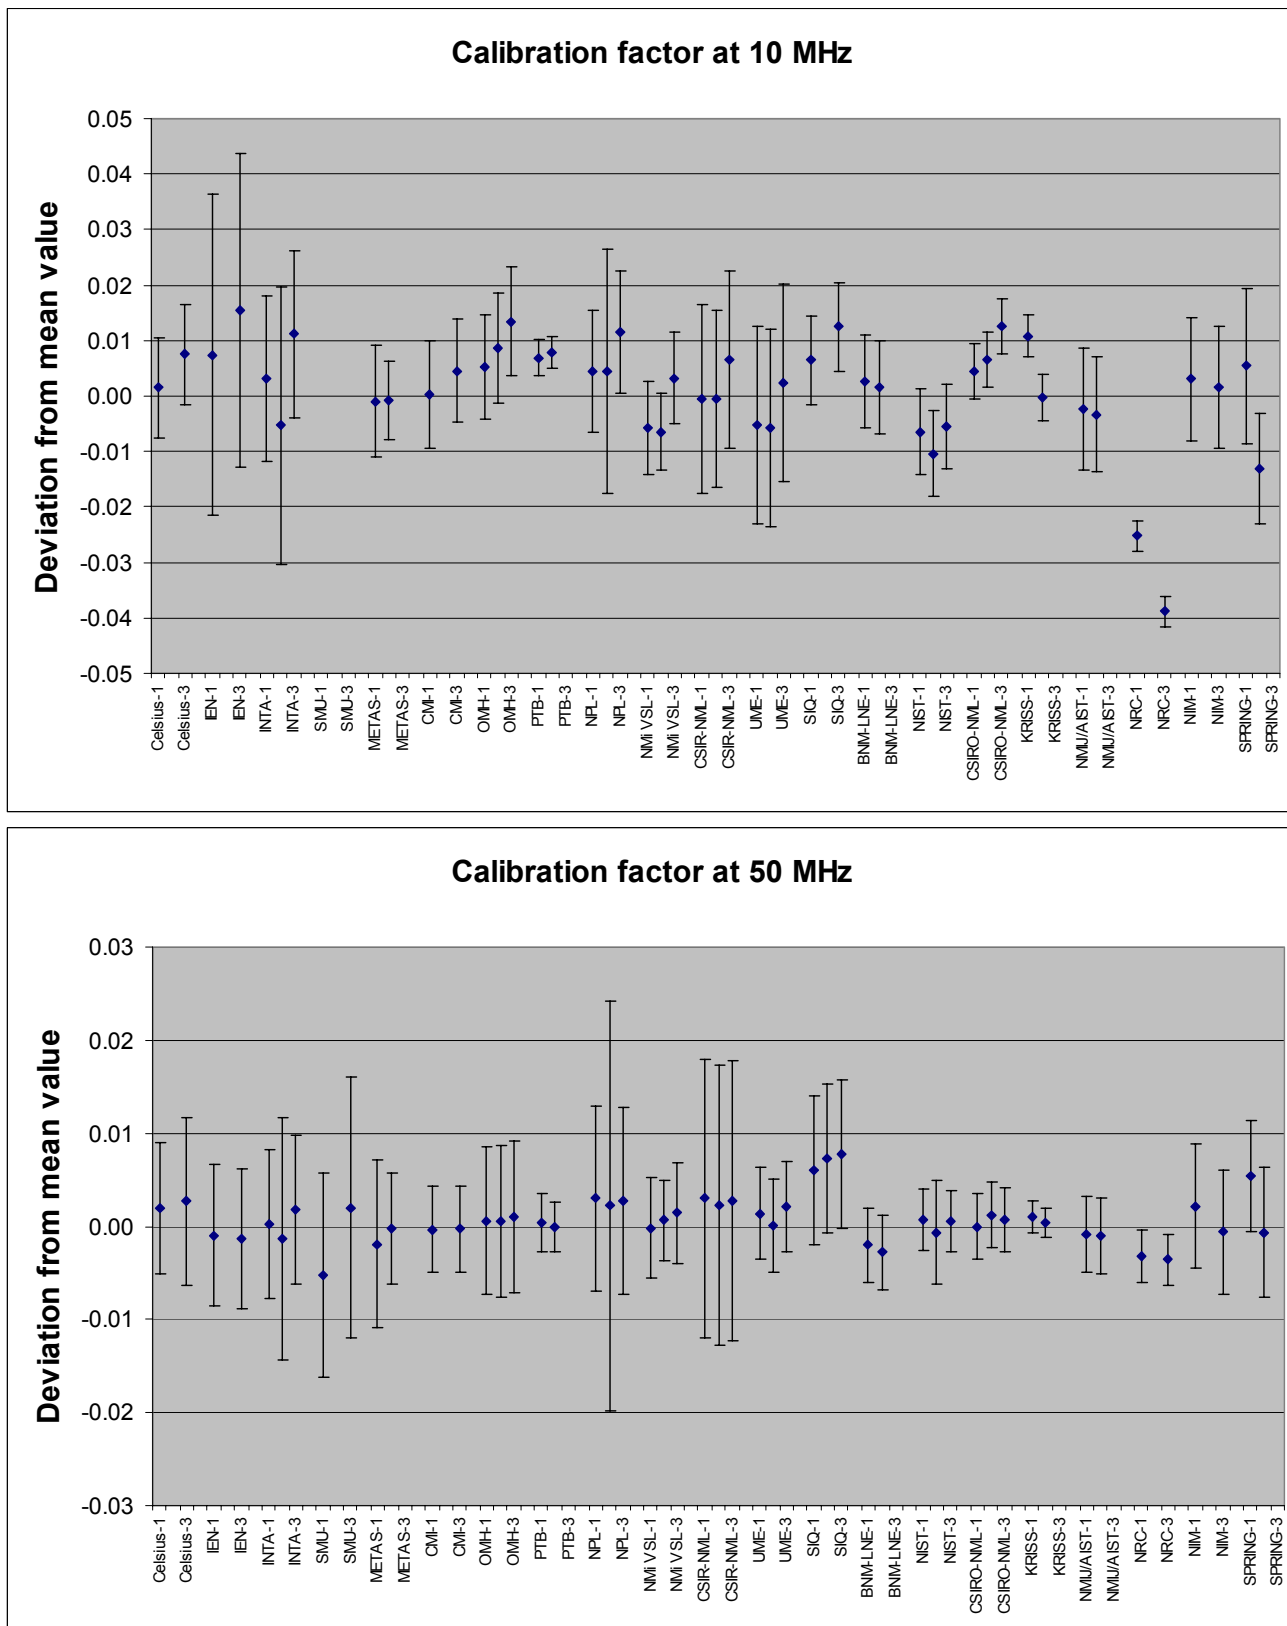 Calibration factor at 10 MHz
Deviation from mean value
0.05
0.04
0.03
0.02
0.01
0.00
-0.01
-0.02
-0.03
-0.04
-0.05
Celsius-1
Celsius-3
IEN-1
IEN-3
INTA-1
INTA-3
SMU-1
SMU-3
METAS-1
METAS-3
CMI-1
CMI-3
OMH-1
OMH-3
PTB-1
PTB-3
NPL-1
NPL-3
NMi VSL-1
NMi VSL-3
CSIR-NML-1
CSIR-NML-3
UME-1
UME-3
SIQ-1
SIQ-3
BNM-LNE-1
BNM-LNE-3
NIST-1
NIST-3
CSIRO-NML-1
CSIRO-NML-3
KRISS-1
KRISS-3
NMIJ/AIST-1
NMIJ/AIST-3
NRC-1
NRC-3
NIM-1
NIM-3
SPRING-1
SPRING-3
Calibration factor at 50 MHz
Deviation from mean value
0.03
0.02
0.01
0.00
-0.01
-0.02
-0.03
Celsius-1
Celsius-3
IEN-1
IEN-3
INTA-1
INTA-3
SMU-1
SMU-3
METAS-1
METAS-3
CMI-1
CMI-3
OMH-1
OMH-3
PTB-1
PTB-3
NPL-1
NPL-3
NMi VSL-1
NMi VSL-3
CSIR-NML-1
CSIR-NML-3
UME-1
UME-3
SIQ-1
SIQ-3
BNM-LNE-1
BNM-LNE-3
NIST-1
NIST-3
CSIRO-NML-1
CSIRO-NML-3
KRISS-1
KRISS-3
NMIJ/AIST-1
NMIJ/AIST-3
NRC-1
NRC-3
NIM-1
NIM-3
SPRING-1
SPRING-3